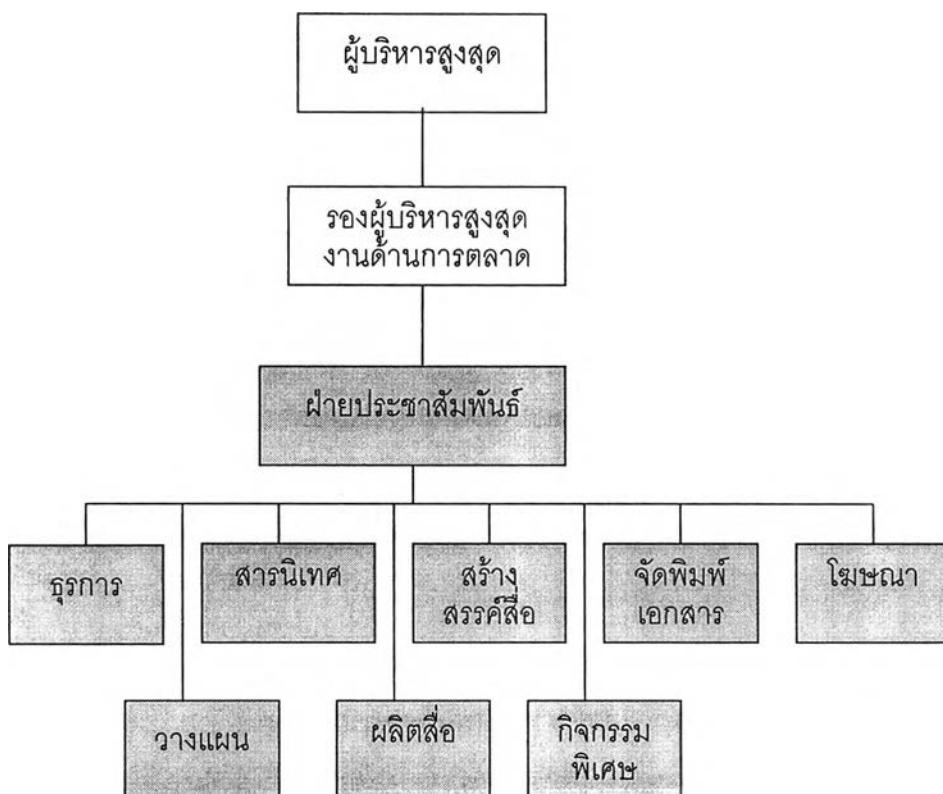 ผู้บริหารสูงสุด
รองผู้บริหารสูงสุด
งานด้านการตลาด
ฝ่ายประชาสัมพันธ์
ธุรการ
สารนิเทศ
สร้าง
สรรค์สื่อ
จัดพิมพ์
เอกสาร
โฆษณา
วางแผน
ผลิตสื่อ
กิจกรรม
พิเศษ